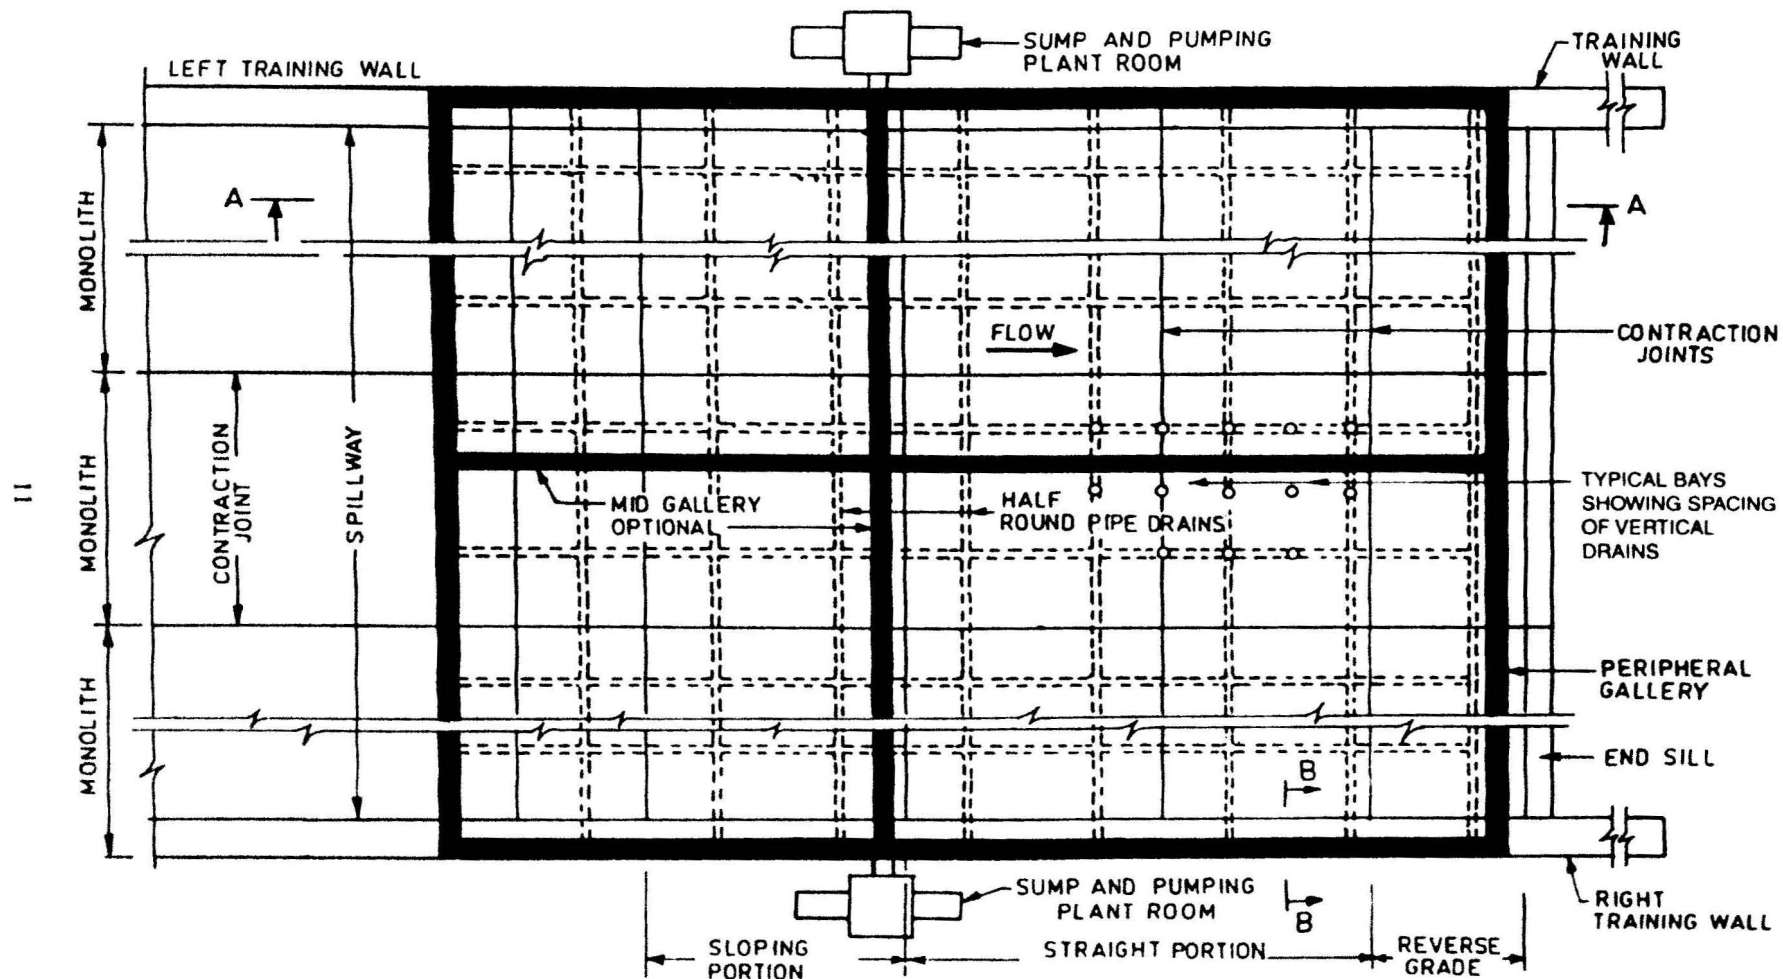 SUMP AND PUMPING
PLANT ROOM
TRAINING
WALL
LEFT TRAINING WALL
A
A
MONOLITH
FLOW
CONTRACTION
JOINTS
MONOLITH
CONTRACTION
JOINT
SPILLWAY
11
MID GALLERY
OPTIONAL
HALF
ROUND PIPE DRAINS
TYPICAL BAYS
SHOWING SPACING
OF VERTICAL
DRAINS
MONOLITH
PERIPHERAL
GALLERY
END SILL
B
SUMP AND PUMPING
PLANT ROOM
B
RIGHT
TRAINING WALL
SLOPING
PORTION
STRAIGHT PORTION
REVERSE
GRADE